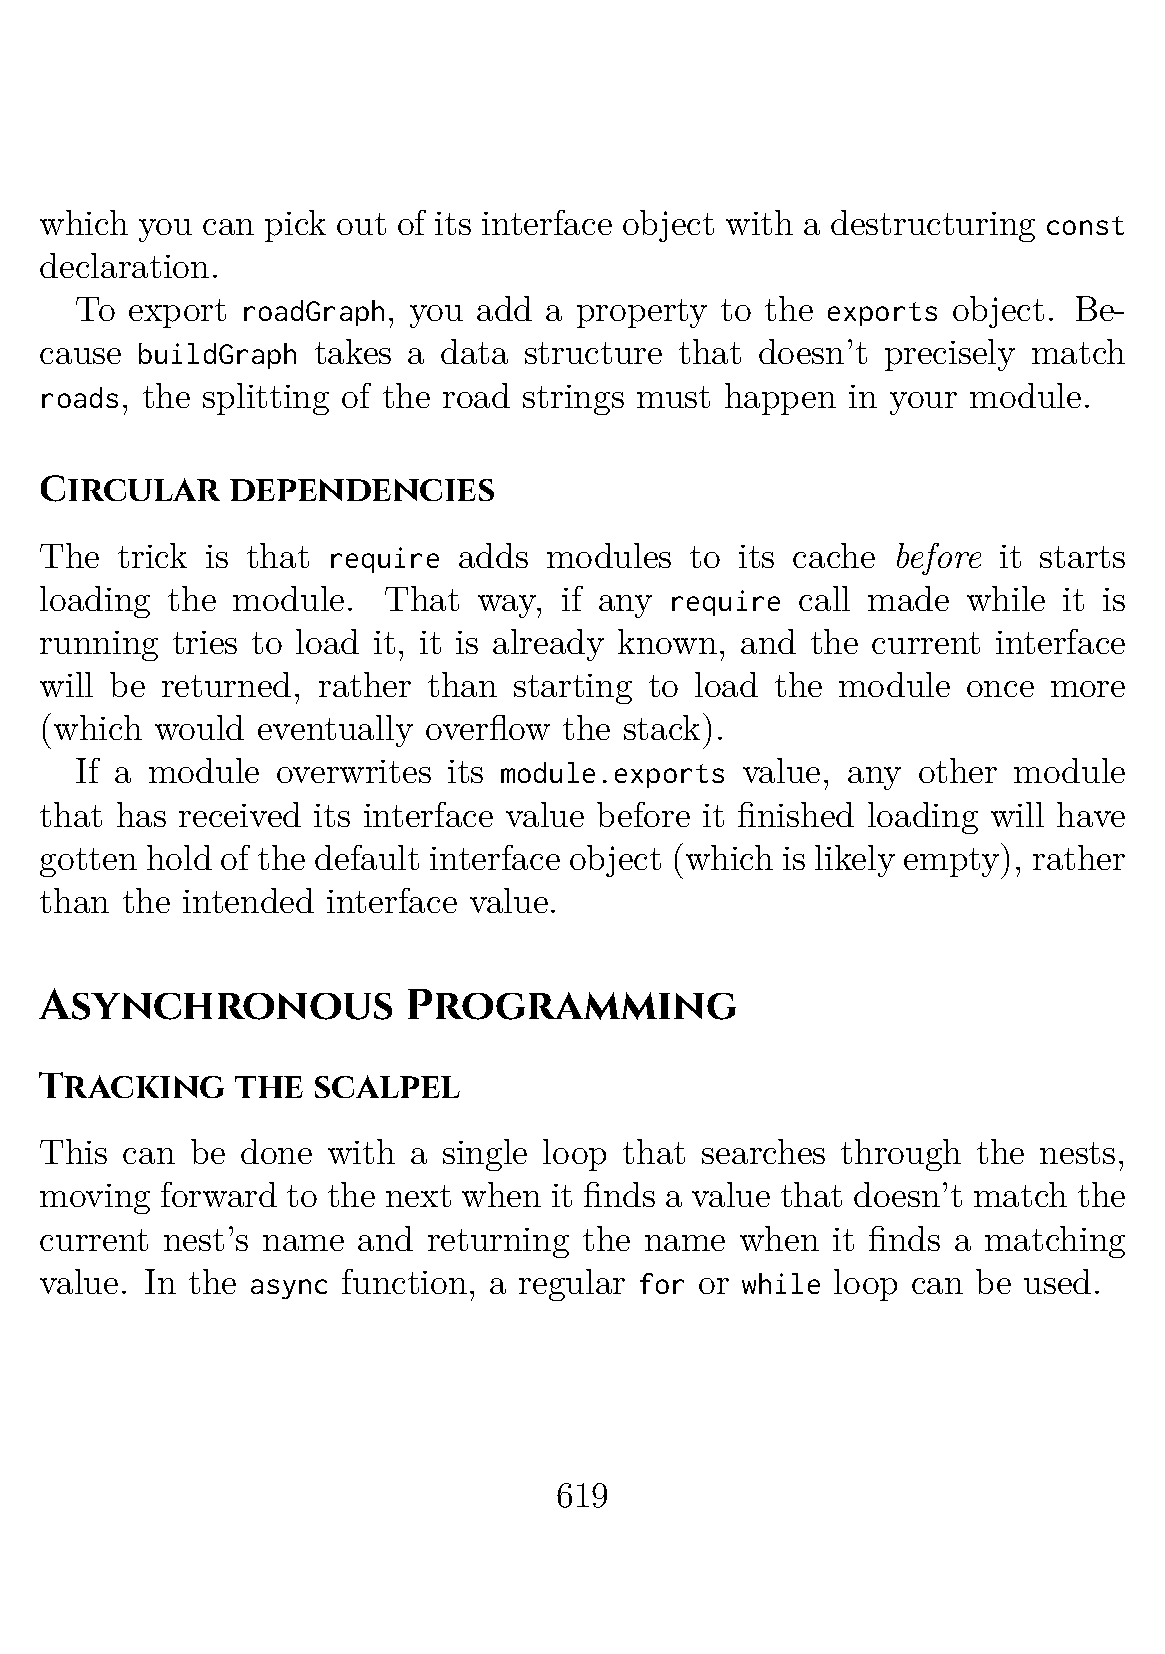 which you can pick out of its interface object with a destructuring const
declaration.
To export roadGraph, you add a property to the exports object. Be-
cause buildGraph takes a data structure that doesn't precisely match
roads, the splitting of the road strings must happen in your module.
Circular dependencies
The trick is that require adds modules to its cache before it starts
loading the module. That way, if any require call made while it is
running tries to load it, it is already known, and the current interface
will be returned, rather than starting to load the module once more
(which would eventually overflow the stack).
If a module overwrites its module.exports value, any other module
that has received its interface value before it finished loading will have
gotten hold of the default interface object (which is likely empty), rather
than the intended interface value.
Asynchronous Programming
Tracking the scalpel
This can be done with a single loop that searches through the nests,
moving forward to the next when it finds a value that doesn't match the
current nest's name and returning the name when it finds a matching
value. In the async function, a regular for or while loop can be used.
619